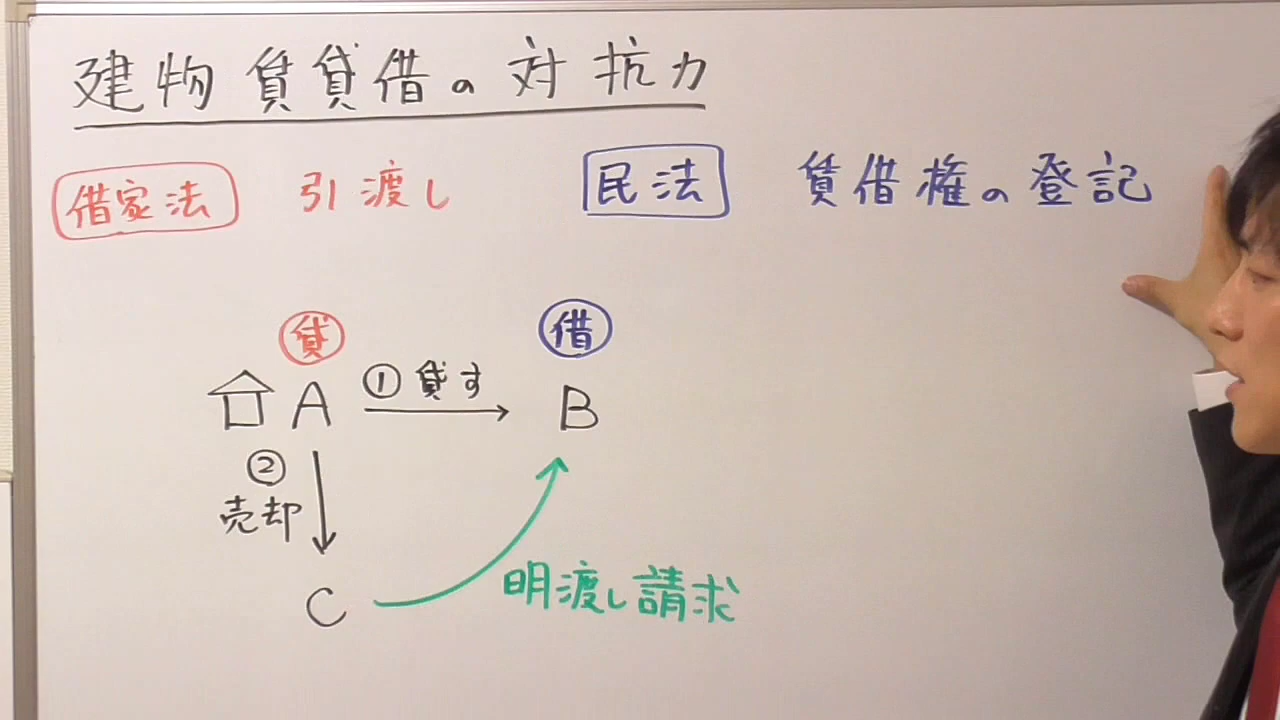 建物賃貸借の対抗力
借家法 引渡し 民法 賃借権の登記
貸 借
A ①貸す B
②
売却
C 明渡し請求